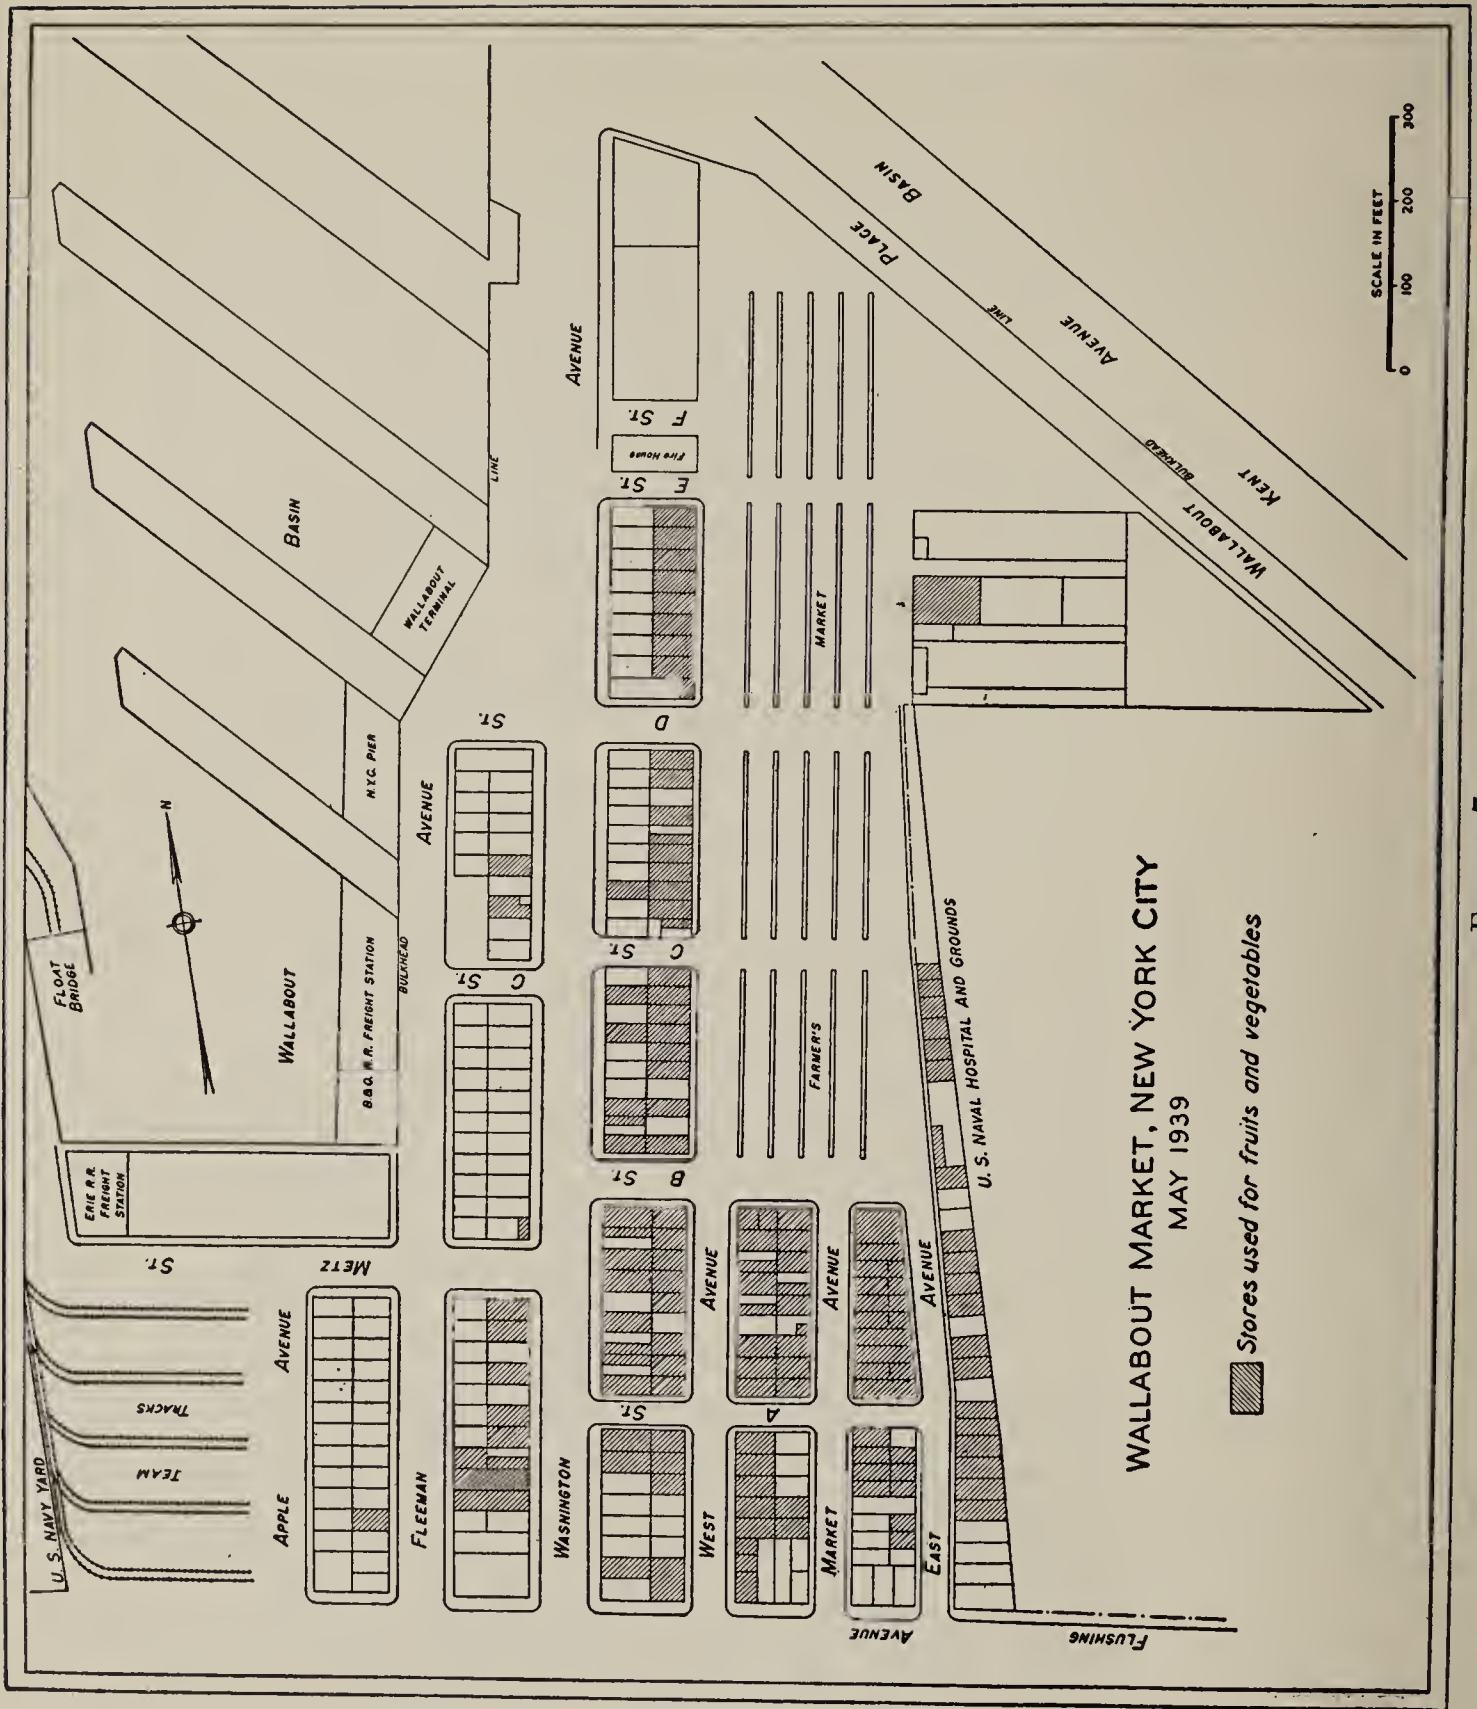 WALLABOUT MARKET, NEW YORK CITY
MAY 1939
Stores used for fruits and vegetables
SCALE IN FEET
0 100 200 300
U. S. NAVY YARD
FLOAT
BRIDGE
TEAM
TRACKS
ERIE R.R.
FREIGHT
STATION
METZ
ST.
APPLE
AVENUE
N
WALLABOUT
BASIN
B.&O. R.R. FREIGHT STATION
N.Y.C. PIER
WALLABOUT
TERMINAL
BULKHEAD
LINE
FLEEMAN
AVENUE
C ST.
ST.
WASHINGTON
AVENUE
ST.
B ST.
C ST.
D
E ST.
Fire House
F ST.
WEST
AVENUE
A
MARKET
AVENUE
EAST
AVENUE
FARMER'S
MARKET
FLUSHING
AVENUE
U. S. NAVAL HOSPITAL AND GROUNDS
WALLABOUT
PLACE
BULKHEAD
LINE
BASIN
KENT
AVENUE